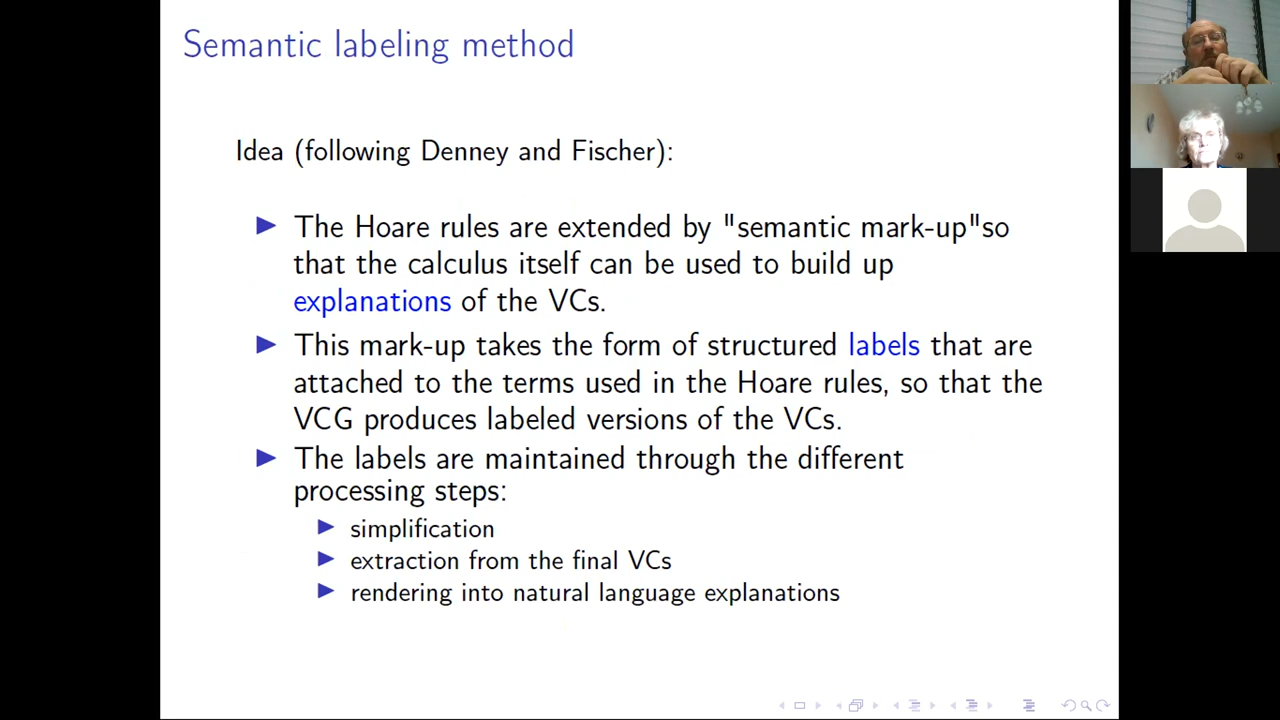 Semantic labeling method
Idea (following Denney and Fischer):
The Hoare rules are extended by "semantic mark-up"so
that the calculus itself can be used to build up
explanations of the VCs.
This mark-up takes the form of structured labels that are
attached to the terms used in the Hoare rules, so that the
VCG produces labeled versions of the VCs.
The labels are maintained through the different
processing steps:
simplification
extraction from the final VCs
rendering into natural language explanations